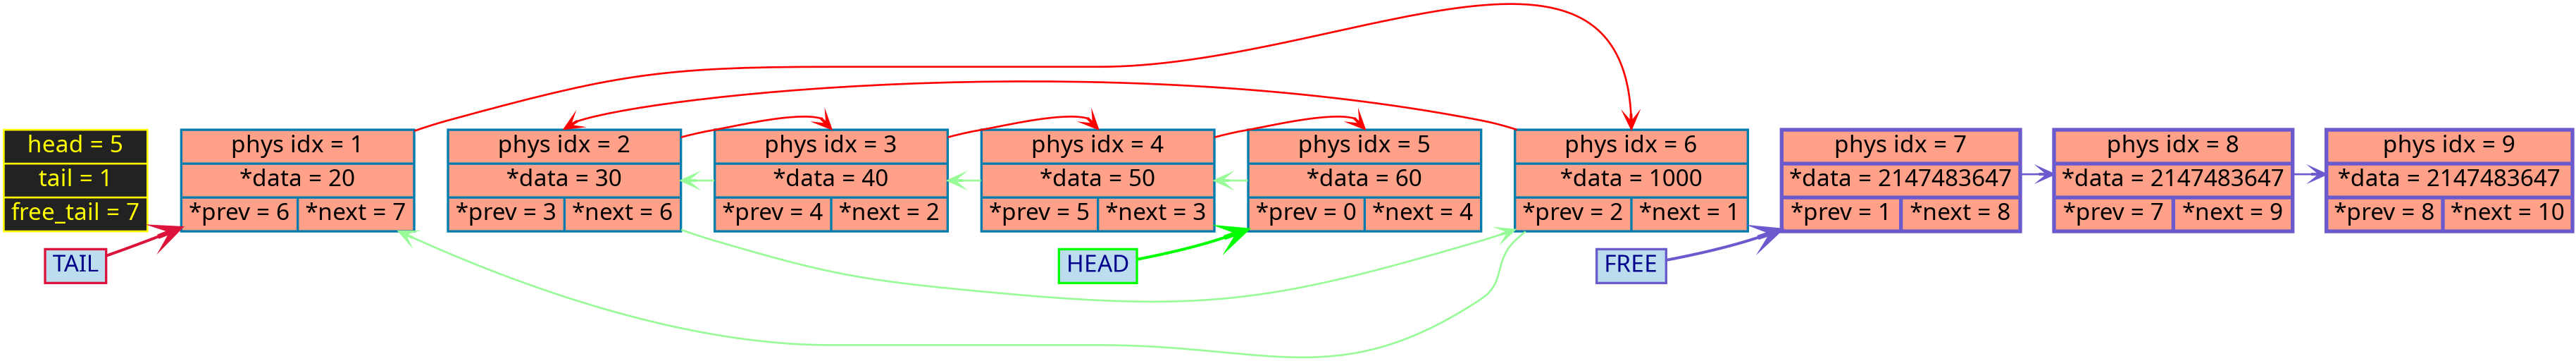 head = 5
tail = 1
free_tail = 7
phys idx = 1
*data = 20
*prev = 6 *next = 7
phys idx = 2
*data = 30
*prev = 3 *next = 6
phys idx = 3
*data = 40
*prev = 4 *next = 2
phys idx = 4
*data = 50
*prev = 5 *next = 3
phys idx = 5
*data = 60
*prev = 0 *next = 4
phys idx = 6
*data = 1000
*prev = 2 *next = 1
phys idx = 7
*data = 2147483647
*prev = 1 *next = 8
phys idx = 8
*data = 2147483647
*prev = 7 *next = 9
phys idx = 9
*data = 2147483647
*prev = 8 *next = 10
TAIL
HEAD
FREE